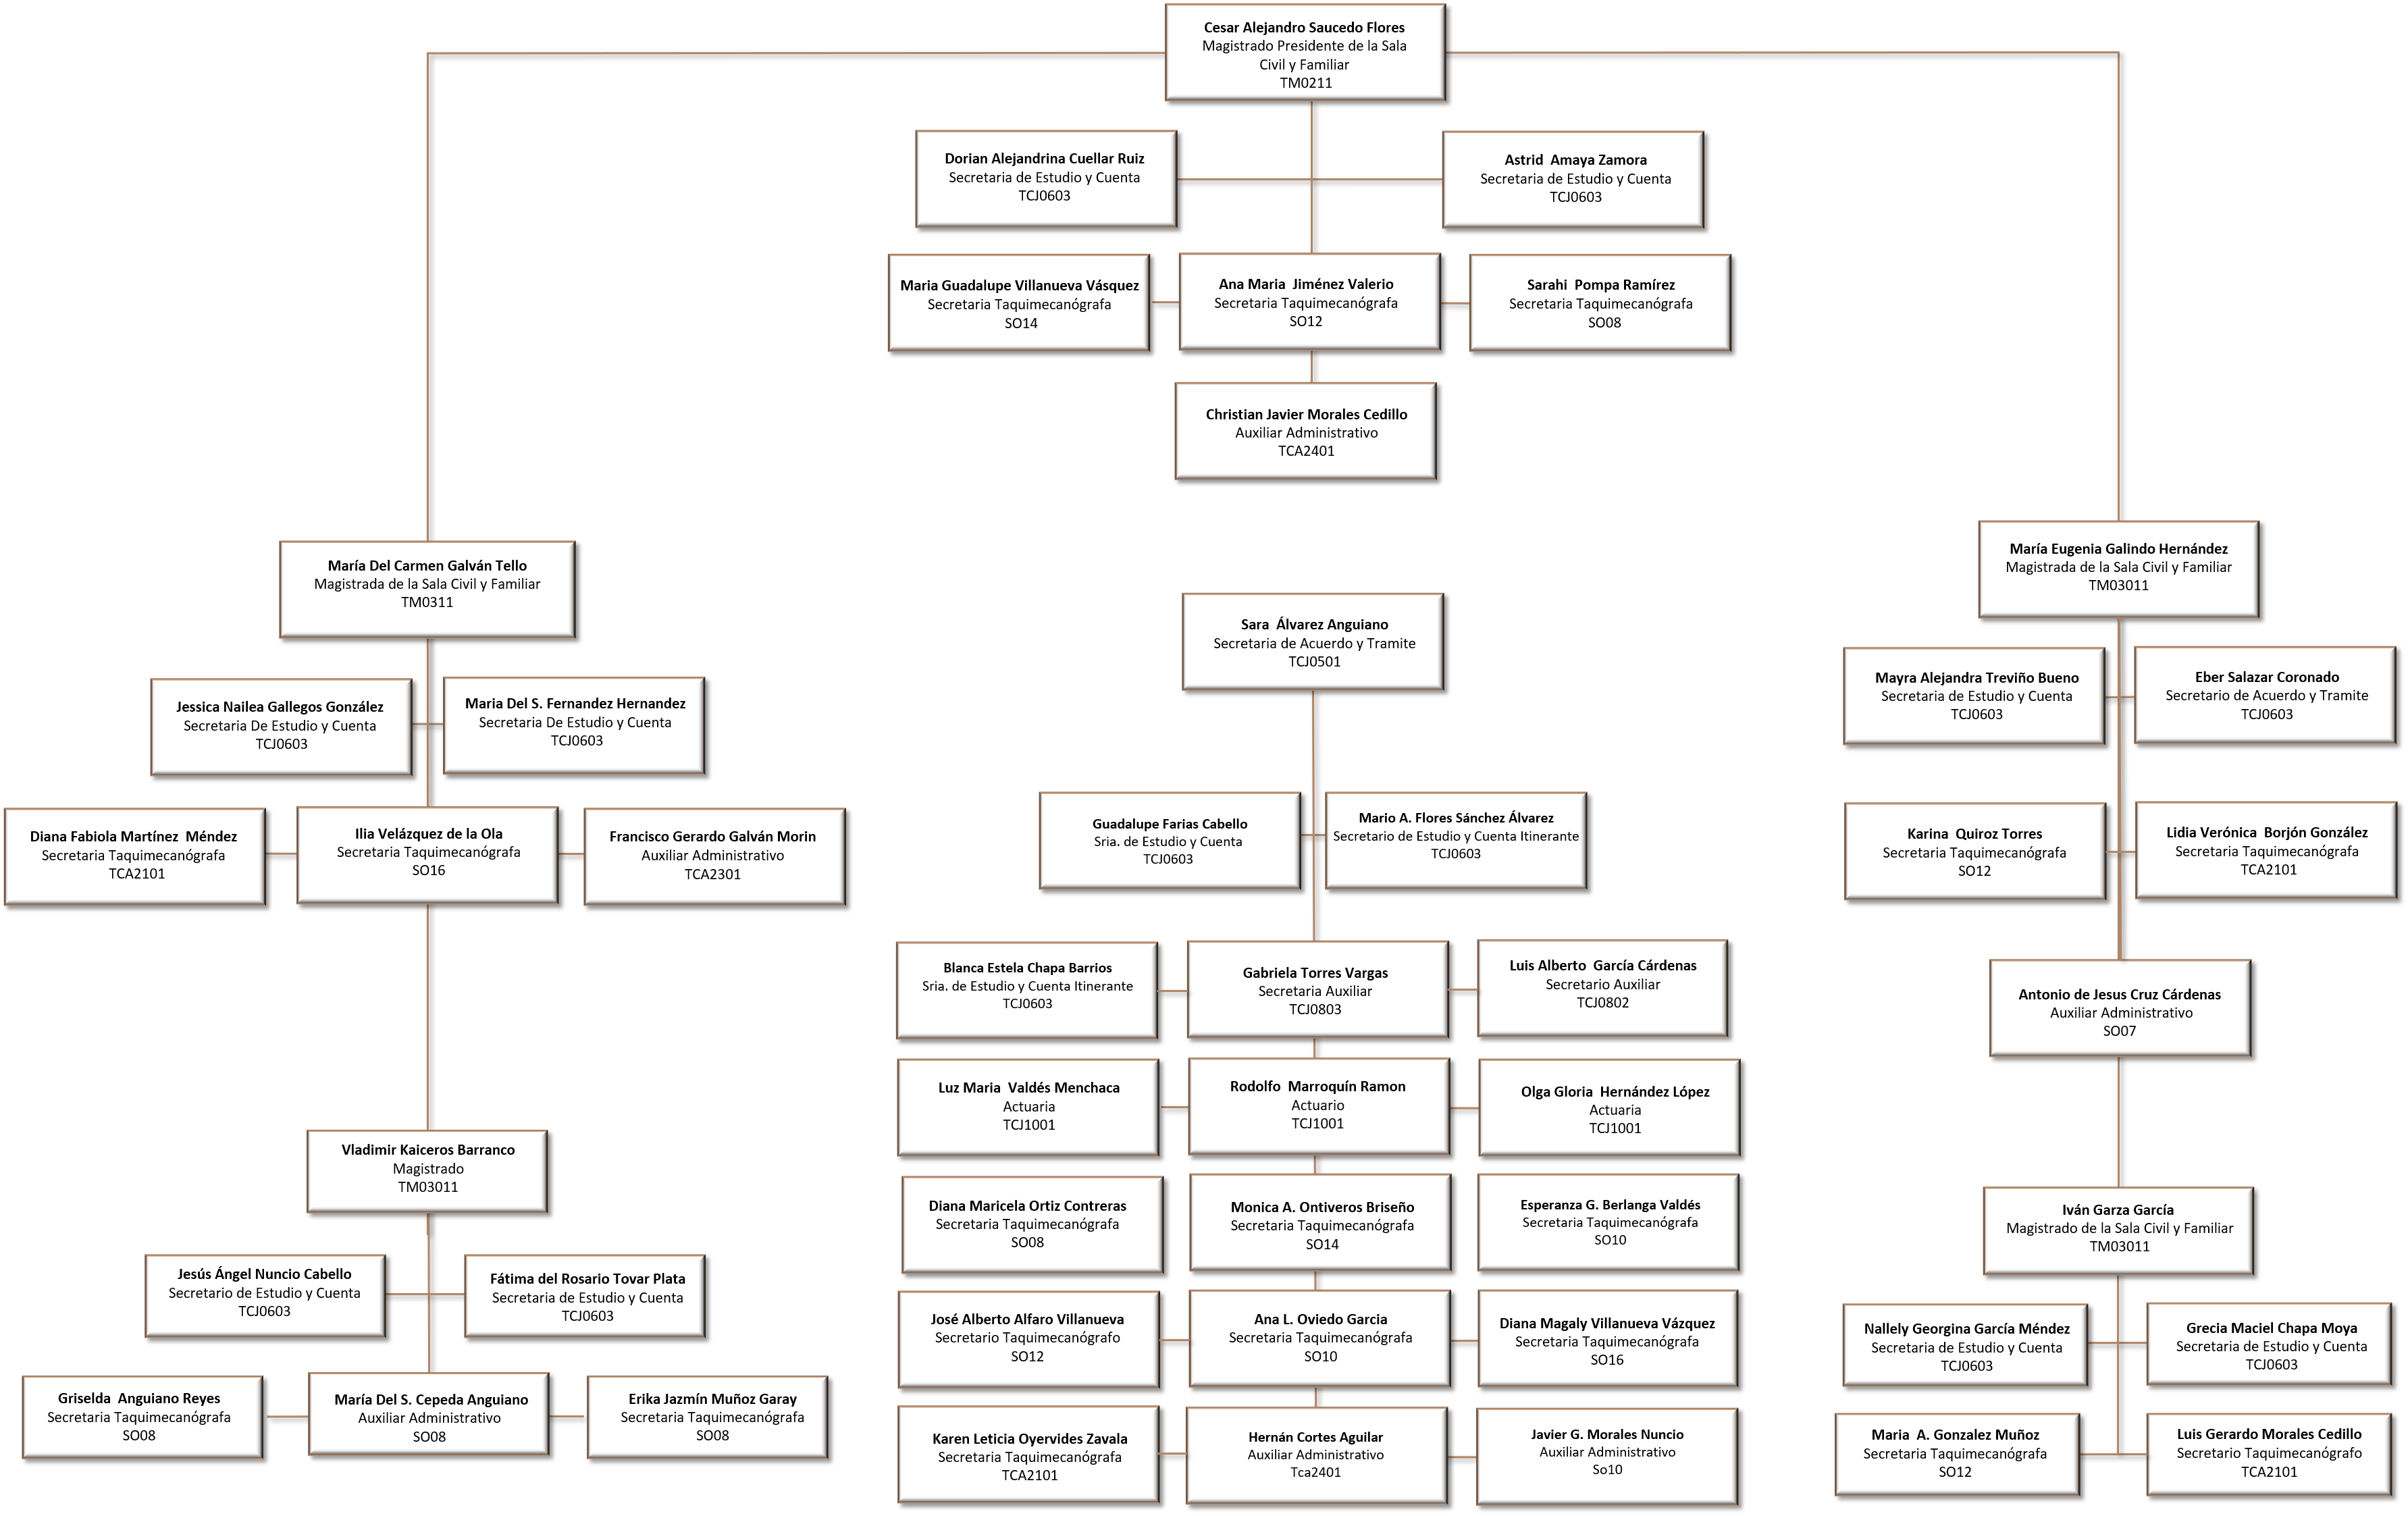 Cesar Alejandro Saucedo Flores
Magistrado Presidente de la Sala
Civil y Familiar
TM0211
Dorian Alejandrina Cuellar Ruiz
Secretaria de Estudio y Cuenta
TCJ0603
Astrid Amaya Zamora
Secretaria de Estudio y Cuenta
TCJ0603
Maria Guadalupe Villanueva Vásquez
Secretaria Taquimecanógrafa
SO14
Ana Maria Jiménez Valerio
Secretaria Taquimecanógrafa
SO12
Sarahi Pompa Ramírez
Secretaria Taquimecanógrafa
SO08
Christian Javier Morales Cedillo
Auxiliar Administrativo
TCA2401
María Del Carmen Galván Tello
Magistrada de la Sala Civil y Familiar
TM0311
Jessica Nailea Gallegos González
Secretaria De Estudio y Cuenta
TCJ0603
Maria Del S. Fernandez Hernandez
Secretaria De Estudio y Cuenta
TCJ0603
Diana Fabiola Martínez Méndez
Secretaria Taquimecanógrafa
TCA2101
Ilia Velázquez de la Ola
Secretaria Taquimecanógrafa
SO16
Francisco Gerardo Galván Morin
Auxiliar Administrativo
TCA2301
Vladimir Kaiceros Barranco
Magistrado
TM03011
Jesús Ángel Nuncio Cabello
Secretario de Estudio y Cuenta
TCJ0603
Fátima del Rosario Tovar Plata
Secretaria de Estudio y Cuenta
TCJ0603
Griselda Anguiano Reyes
Secretaria Taquimecanógrafa
SO08
María Del S. Cepeda Anguiano
Auxiliar Administrativo
SO08
Erika Jazmín Muñoz Garay
Secretaria Taquimecanógrafa
SO08
Sara Álvarez Anguiano
Secretaria de Acuerdo y Tramite
TCJ0501
Guadalupe Farias Cabello
Sria. de Estudio y Cuenta
TCJ0603
Mario A. Flores Sánchez Álvarez
Secretario de Estudio y Cuenta Itinerante
TCJ0603
Blanca Estela Chapa Barrios
Sria. de Estudio y Cuenta Itinerante
TCJ0603
Gabriela Torres Vargas
Secretaria Auxiliar
TCJ0803
Luis Alberto García Cárdenas
Secretario Auxiliar
TCJ0802
Luz Maria Valdés Menchaca
Actuaria
TCJ1001
Rodolfo Marroquín Ramon
Actuario
TCJ1001
Olga Gloria Hernández López
Actuaria
TCJ1001
Diana Maricela Ortiz Contreras
Secretaria Taquimecanógrafa
SO08
Monica A. Ontiveros Briseño
Secretaria Taquimecanógrafa
SO14
Esperanza G. Berlanga Valdés
Secretaria Taquimecanógrafa
SO10
José Alberto Alfaro Villanueva
Secretario Taquimecanógrafo
SO12
Ana L. Oviedo Garcia
Secretaria Taquimecanógrafa
SO10
Diana Magaly Villanueva Vázquez
Secretaria Taquimecanógrafa
SO16
Karen Leticia Oyervides Zavala
Secretaria Taquimecanógrafa
TCA2101
Hernán Cortes Aguilar
Auxiliar Administrativo
Tca2401
Javier G. Morales Nuncio
Auxiliar Administrativo
So10
María Eugenia Galindo Hernández
Magistrada de la Sala Civil y Familiar
TM03011
Mayra Alejandra Treviño Bueno
Secretaria de Estudio y Cuenta
TCJ0603
Eber Salazar Coronado
Secretario de Acuerdo y Tramite
TCJ0603
Karina Quiroz Torres
Secretaria Taquimecanógrafa
SO12
Lidia Verónica Borjón González
Secretaria Taquimecanógrafa
TCA2101
Antonio de Jesus Cruz Cárdenas
Auxiliar Administrativo
SO07
Iván Garza García
Magistrado de la Sala Civil y Familiar
TM03011
Nallely Georgina García Méndez
Secretaria de Estudio y Cuenta
TCJ0603
Grecia Maciel Chapa Moya
Secretaria de Estudio y Cuenta
TCJ0603
Maria A. Gonzalez Muñoz
Secretaria Taquimecanógrafa
SO12
Luis Gerardo Morales Cedillo
Secretario Taquimecanógrafo
TCA2101